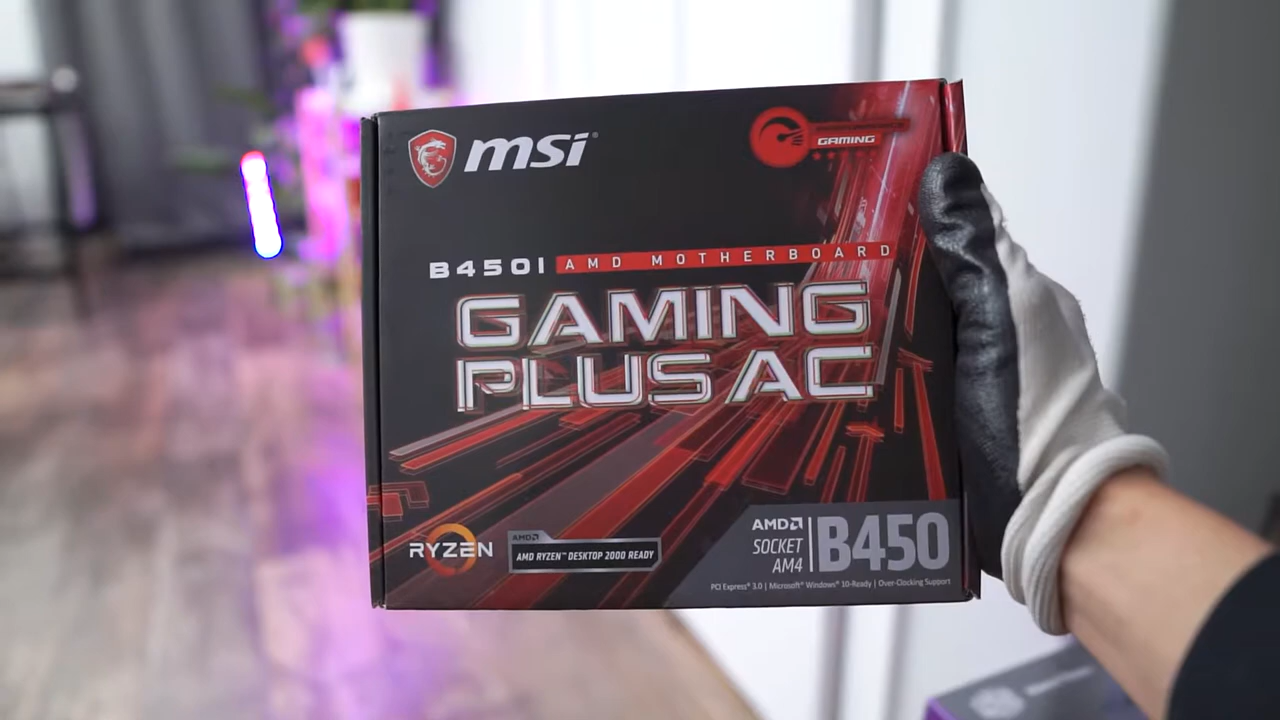 msi
GAMING
B450I AMD MOTHERBOARD
GAMING
PLUS AC
RYZEN
AMD
AMD RYZEN™ DESKTOP 2000 READY
AMD
SOCKET
AM4
B450
PCI Express® 3.0 | Microsoft® Windows® 10-Ready | Over-Clocking Support